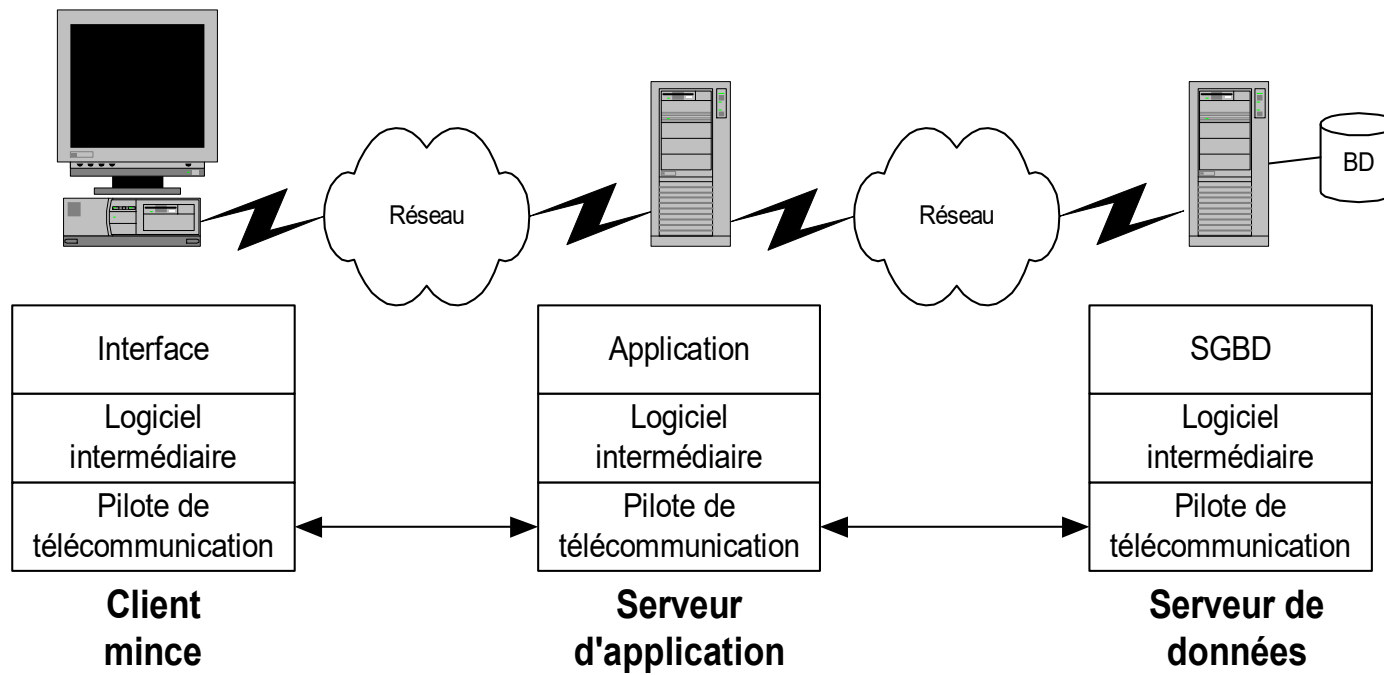 Réseau
Réseau
BD
Interface
Logiciel
intermédiaire
Pilote de
télécommunication
Client
mince
Application
Logiciel
intermédiaire
Pilote de
télécommunication
Serveur
d'application
SGBD
Logiciel
intermédiaire
Pilote de
télécommunication
Serveur de
données